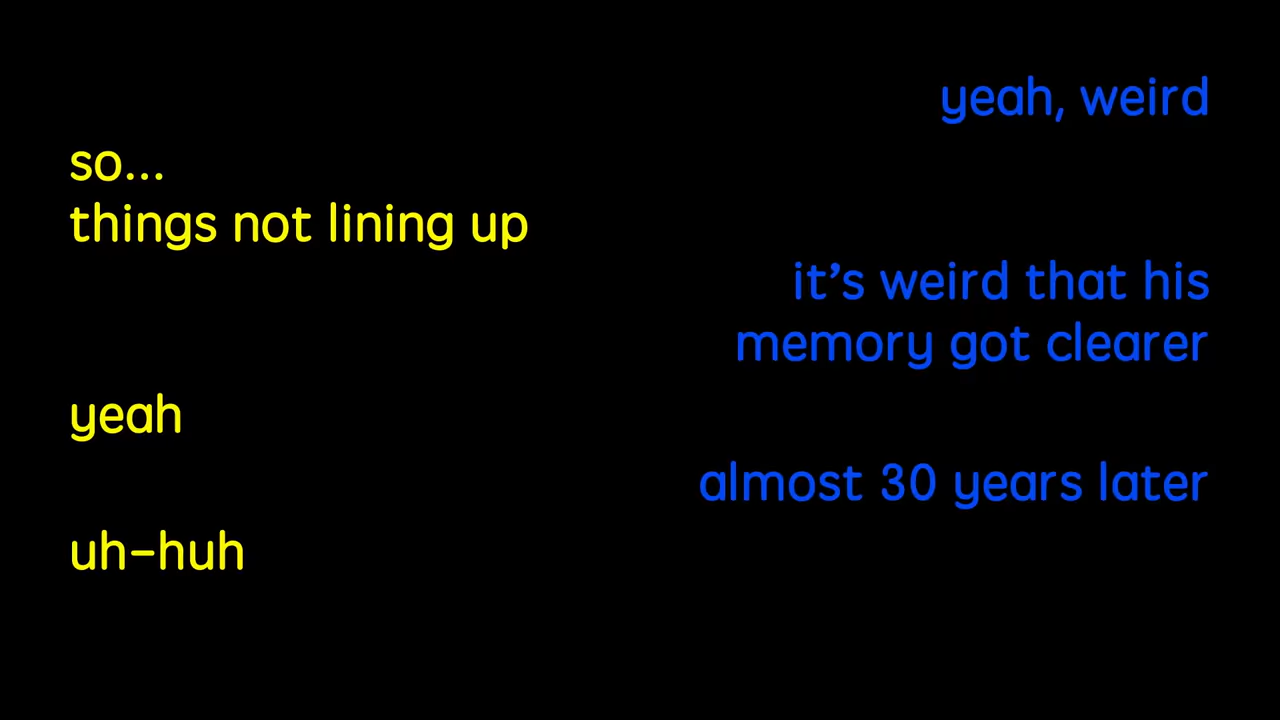 yeah, weird
so...
things not lining up
it’s weird that his
memory got clearer
yeah
almost 30 years later
uh-huh